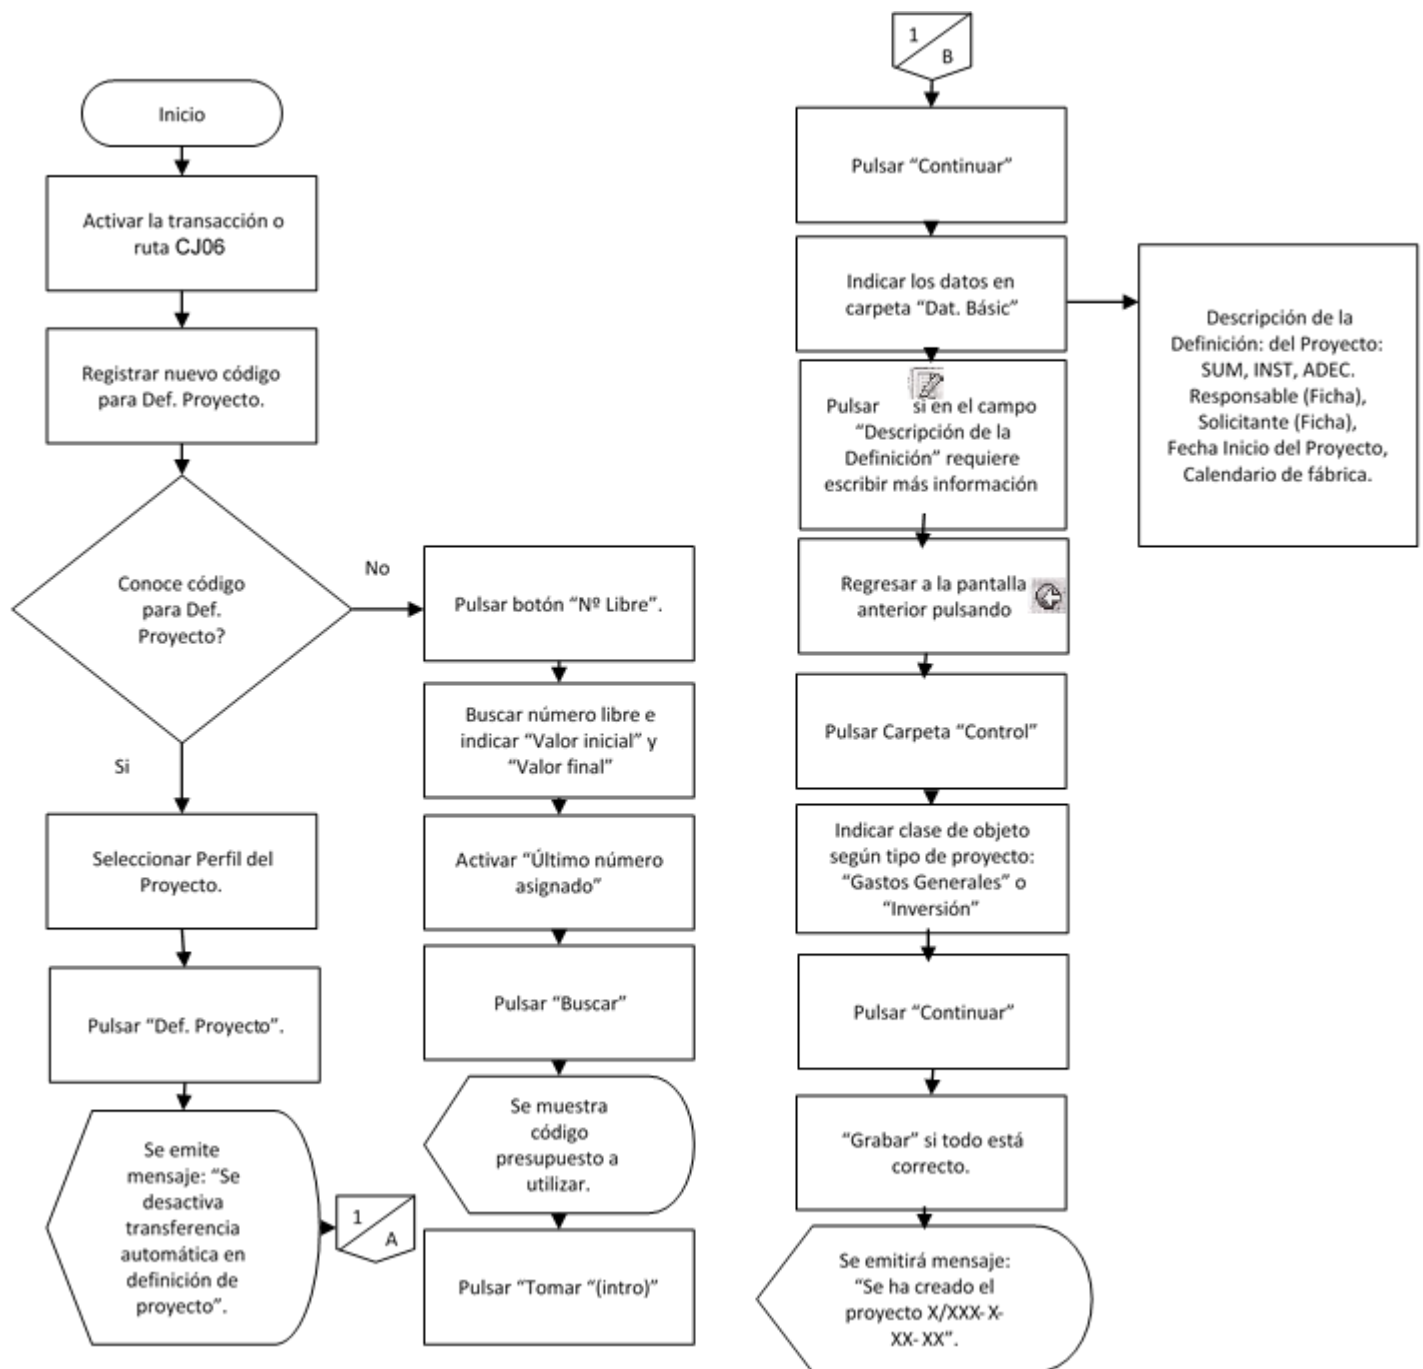 Inicio
Activar la transacción o
ruta CJ06
Registrar nuevo código
para Def. Proyecto.
Conoce código
para Def.
Proyecto?
No
Si
Seleccionar Perfil del
Proyecto.
Pulsar “Def. Proyecto”.
Se emite
mensaje: “Se
desactiva
transferencia
automática en
definición de
proyecto”.
1
A
Pulsar botón “Nº Libre”.
Buscar número libre e
indicar “Valor inicial” y
“Valor final”
Activar “Último número
asignado”
Pulsar “Buscar”
Se muestra
código
presupuesto a
utilizar.
Pulsar “Tomar “(intro)”
1
B
Pulsar “Continuar”
Indicar los datos en
carpeta “Dat. Básic”
Descripción de la
Definición: del Proyecto:
SUM, INST, ADEC.
Responsable (Ficha),
Solicitante (Ficha),
Fecha Inicio del Proyecto,
Calendario de fábrica.
Pulsar si en el campo
“Descripción de la
Definición” requiere
escribir más información
Regresar a la pantalla
anterior pulsando
Pulsar Carpeta “Control”
Indicar clase de objeto
según tipo de proyecto:
“Gastos Generales” o
“Inversión”
Pulsar “Continuar”
“Grabar” si todo está
correcto.
Se emitirá mensaje:
“Se ha creado el
proyecto X/XXX-X-
XX-XX”.